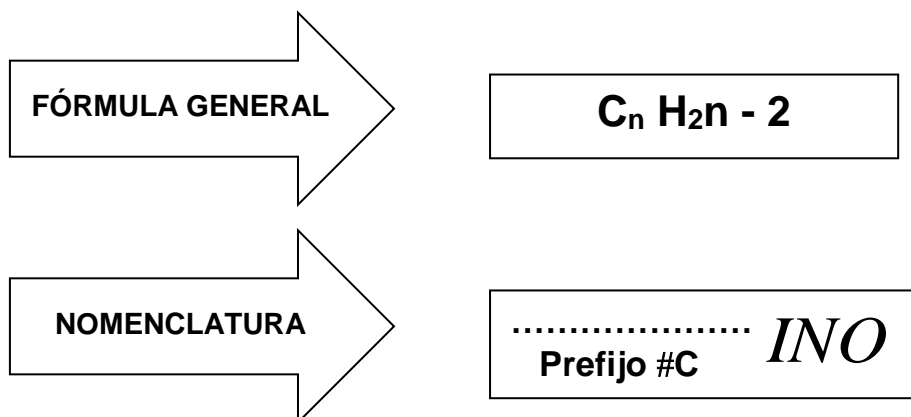 FÓRMULA GENERAL
Cₙ H₂n - 2
NOMENCLATURA
..................... INO
Prefijo #C